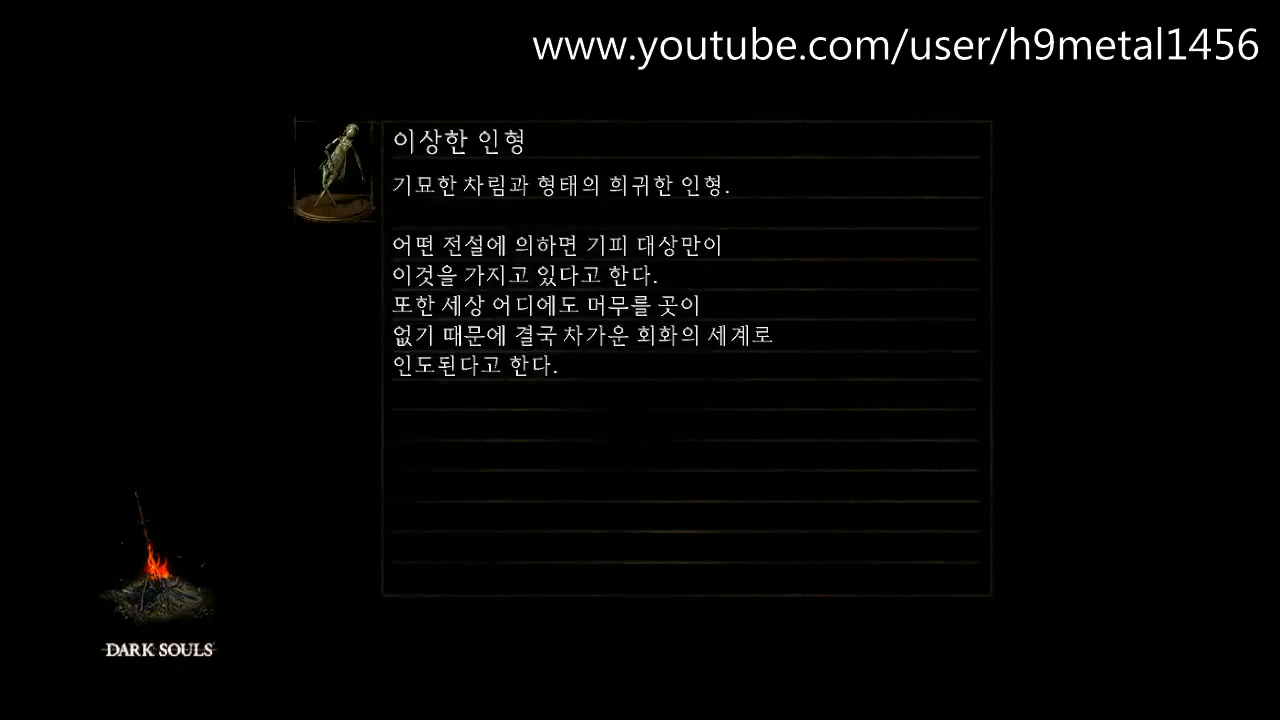 www.youtube.com/user/h9metal1456
이상한 인형
기묘한 차림과 형태의 희귀한 인형.
어떤 전설에 의하면 기피 대상만이
이것을 가지고 있다고 한다.
또한 세상 어디에도 머무를 곳이
없기 때문에 결국 차가운 회화의 세계로
인도된다고 한다.
DARK SOULS